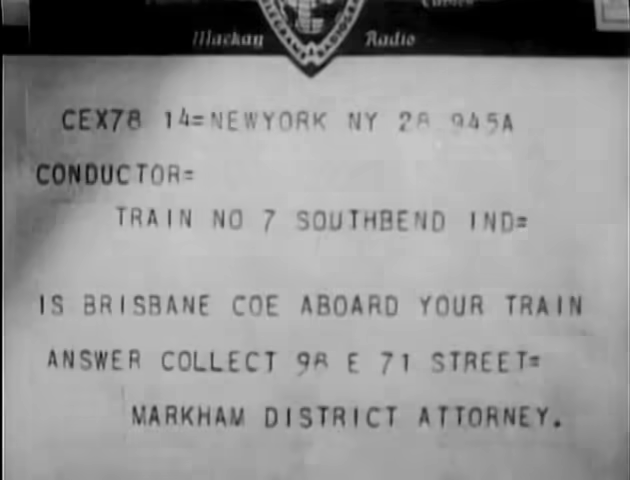 Mackay Radio
CEX78 14=NEWYORK NY 28 945A
CONDUCTOR=
TRAIN NO 7 SOUTHBEND IND=
IS BRISBANE COE ABOARD YOUR TRAIN
ANSWER COLLECT 98 E 71 STREET=
MARKHAM DISTRICT ATTORNEY.